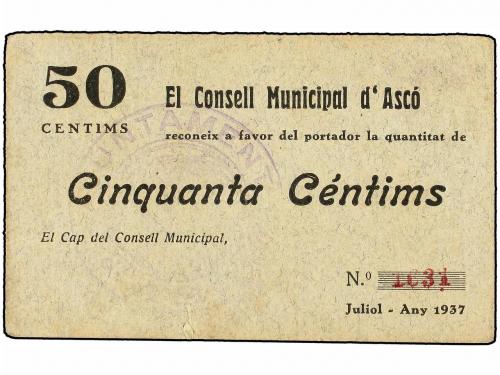 50
CENTIMS
El Consell Municipal d'Ascó
reconeix a favor del portador la quantitat de
Cinquanta Céntims
El Cap del Consell Municipal,
N.º
Juliol - Any 1937